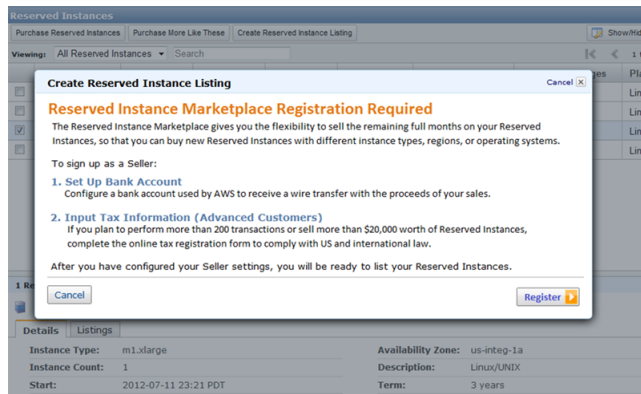 Reserved Instances
Purchase Reserved Instances Purchase More Like These Create Reserved Instance Listing Show/Hid
Viewing: All Reserved Instances Search 1
Create Reserved Instance Listing Cancel
Reserved Instance Marketplace Registration Required
The Reserved Instance Marketplace gives you the flexibility to sell the remaining full months on your Reserved
Instances, so that you can buy new Reserved Instances with different instance types, regions, or operating systems.
To sign up as a Seller:
1. Set Up Bank Account
Configure a bank account used by AWS to receive a wire transfer with the proceeds of your sales.
2. Input Tax Information (Advanced Customers)
If you plan to perform more than 200 transactions or sell more than $20,000 worth of Reserved Instances,
complete the online tax registration form to comply with US and international law.
After you have configured your Seller settings, you will be ready to list your Reserved Instances.
Cancel Register
ges Pla
Lin
Lin
Lin
Lin
1 Re
Details Listings
Instance Type: m1.xlarge Availability Zone: us-integ-1a
Instance Count: 1 Description: Linux/UNIX
Start: 2012-07-11 23:21 PDT Term: 3 years